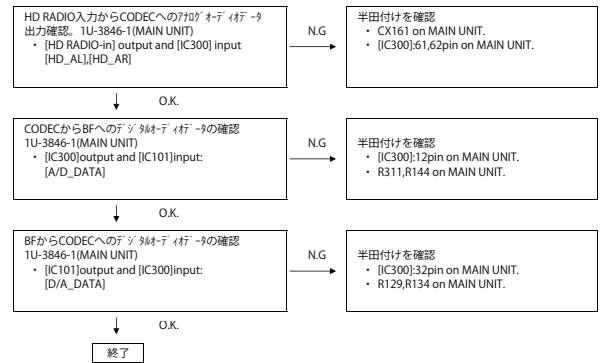 HD RADIO入力からCODECへのｱﾅﾛｸﾞｵｰﾃﾞｨｵﾃﾞｰﾀ
出力確認。1U-3846-1(MAIN UNIT)
• [HD RADIO-in] output and [IC300] input
[HD_AL],[HD_AR]
N.G
半田付けを確認
• CX161 on MAIN UNIT.
• [IC300]:61,62pin on MAIN UNIT.
O.K.
CODECからBFへのﾃﾞｼﾞﾀﾙｵｰﾃﾞｨｵﾃﾞｰﾀの確認
1U-3846-1(MAIN UNIT)
• [IC300]output and [IC101]input:
[A/D_DATA]
N.G
半田付けを確認
• [IC300]:12pin on MAIN UNIT.
• R311,R144 on MAIN UNIT.
O.K.
BFからCODECへのﾃﾞｼﾞﾀﾙｵｰﾃﾞｨｵﾃﾞｰﾀの確認
1U-3846-1(MAIN UNIT)
• [IC101]output and [IC300]input:
[D/A_DATA]
N.G
半田付けを確認
• [IC300]:32pin on MAIN UNIT.
• R129,R134 on MAIN UNIT.
O.K.
終了